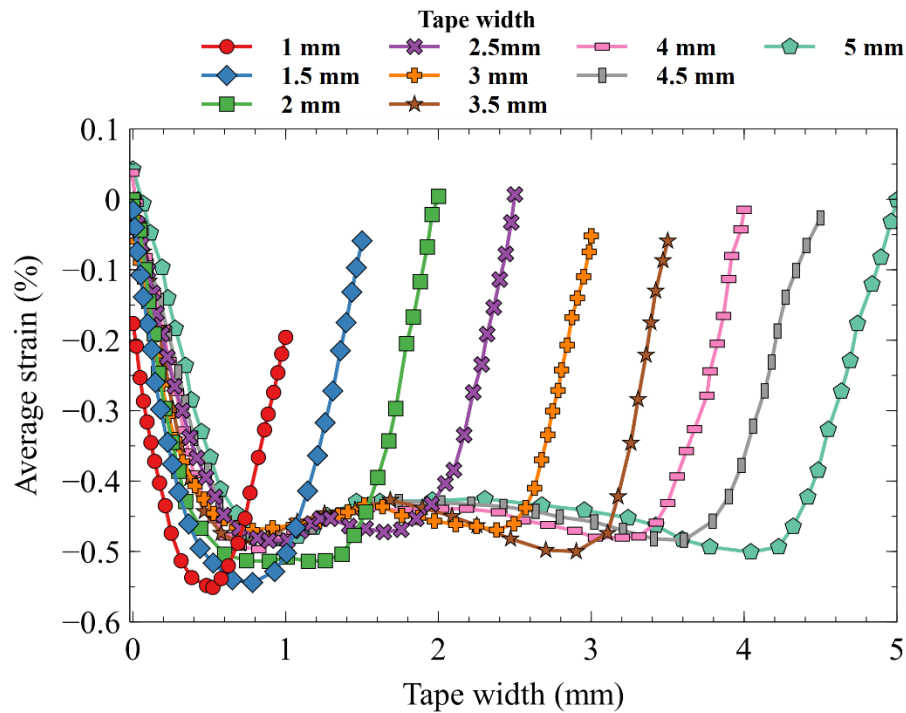 Tape width
1 mm 2.5mm 4 mm 5 mm
1.5 mm 3 mm 4.5 mm
2 mm 3.5 mm
0.1
0
−0.1
−0.2
−0.3
−0.4
−0.5
−0.6
Average strain (%)
0 1 2 3 4 5
Tape width (mm)